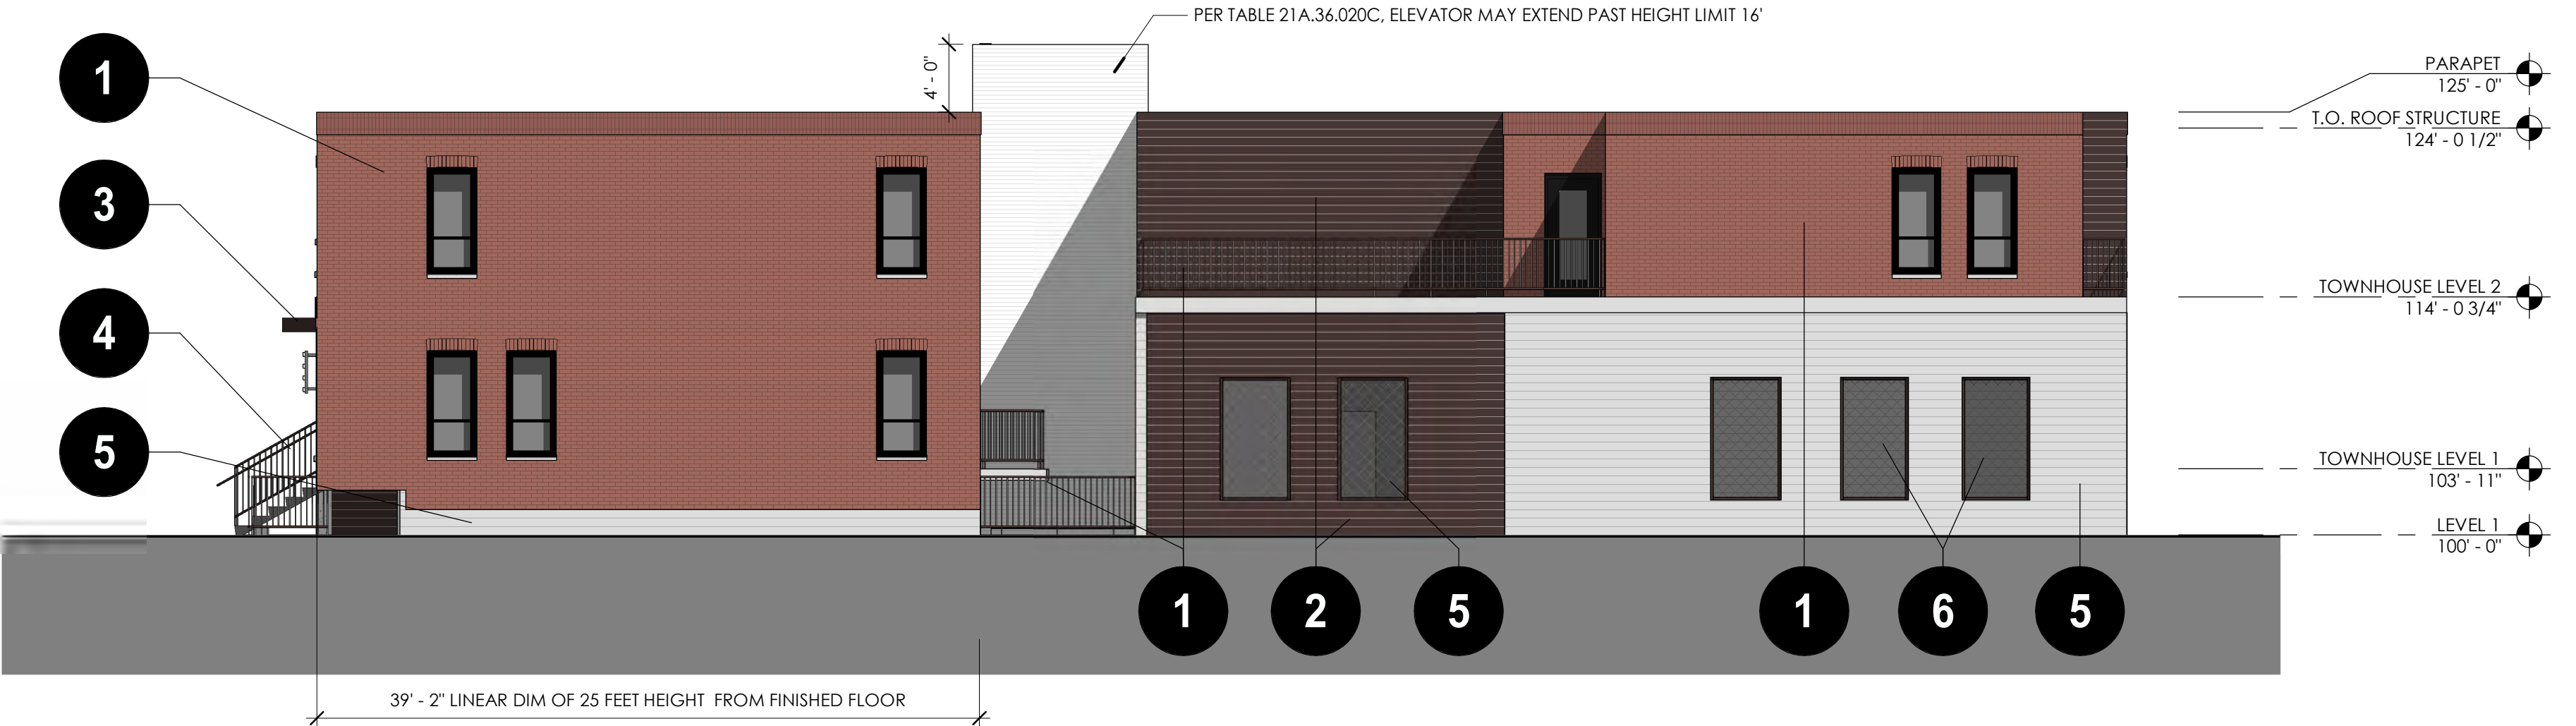 PER TABLE 21A.36.020C, ELEVATOR MAY EXTEND PAST HEIGHT LIMIT 16'
4' - 0"
1
3
4
5
PARAPET
125' - 0"
T.O. ROOF STRUCTURE
124' - 0 1/2"
TOWNHOUSE LEVEL 2
114' - 0 3/4"
TOWNHOUSE LEVEL 1
103' - 11"
LEVEL 1
100' - 0"
1 2 5 1 6 5
39' - 2" LINEAR DIM OF 25 FEET HEIGHT FROM FINISHED FLOOR